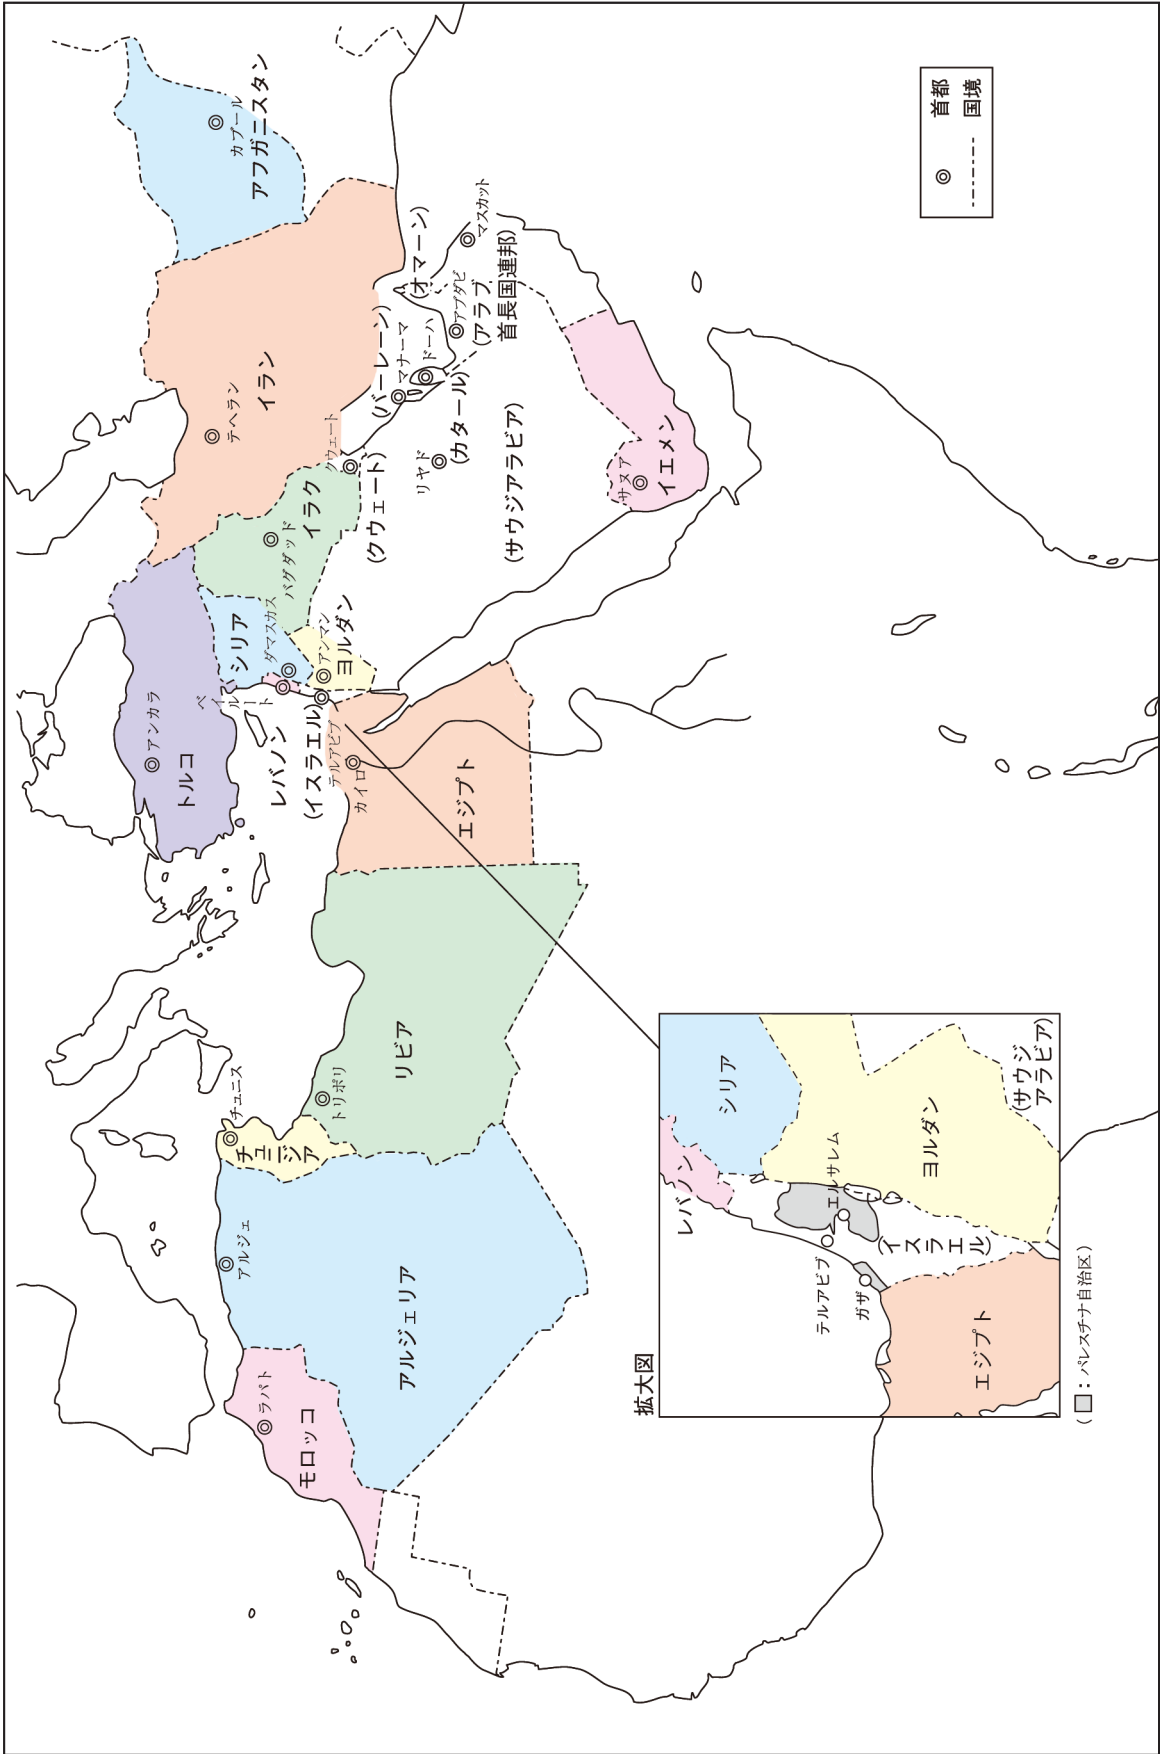 モロッコ
ラバト
アルジェリア
アルジェ
チュニジア
チュニス
リビア
トリポリ
エジプト
カイロ
トルコ
アンカラ
レバノン
ベールート
(イスラエル)
テルアビブ
シリア
ダマスカス
ヨルダン
アンマン
イラク
バグダッド
(クウェート)
クウェート
イラン
テヘラン
(サウジアラビア)
リヤド
(バーレーン)
マナーマ
(カタール)
ドーハ
(アラブ
首長国連邦)
アブダビ
(オマーン)
マスカット
イエメン
サヌア
アフガニスタン
カブール
首都
国境
拡大図
レバノン
シリア
ヨルダン
エルサレム
テルアビブ
ガザ
(イス
ラエル)
エジプト
(サウジ
アラビア)
( : パレスチナ自治区)